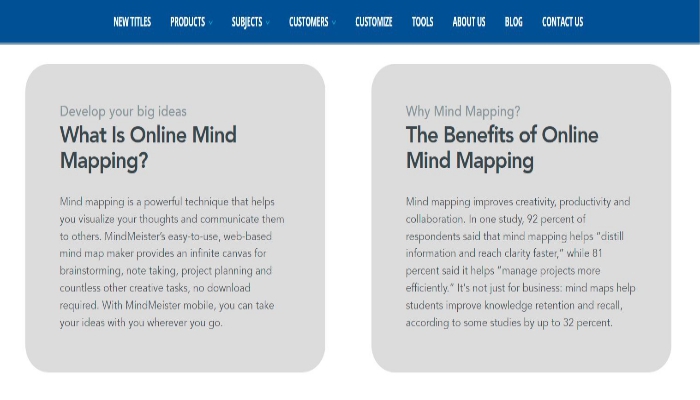 NEW TITLES PRODUCTS SUBJECTS CUSTOMERS CUSTOMIZE TOOLS ABOUT US BLOG CONTACT US
Develop your big ideas
What Is Online Mind
Mapping?
Mind mapping is a powerful technique that helps
you visualize your thoughts and communicate them
to others. MindMeister's easy-to-use, web-based
mind map maker provides an infinite canvas for
brainstorming, note taking, project planning and
countless other creative tasks, no download
required. With MindMeister mobile, you can take
your ideas with you wherever you go.
Why Mind Mapping?
The Benefits of Online
Mind Mapping
Mind mapping improves creativity, productivity and
collaboration. In one study, 92 percent of
respondents said that mind mapping helps "distill
information and reach clarity faster," while 81
percent said it helps "manage projects more
efficiently." It's not just for business: mind maps help
students improve knowledge retention and recall,
according to some studies by up to 32 percent.